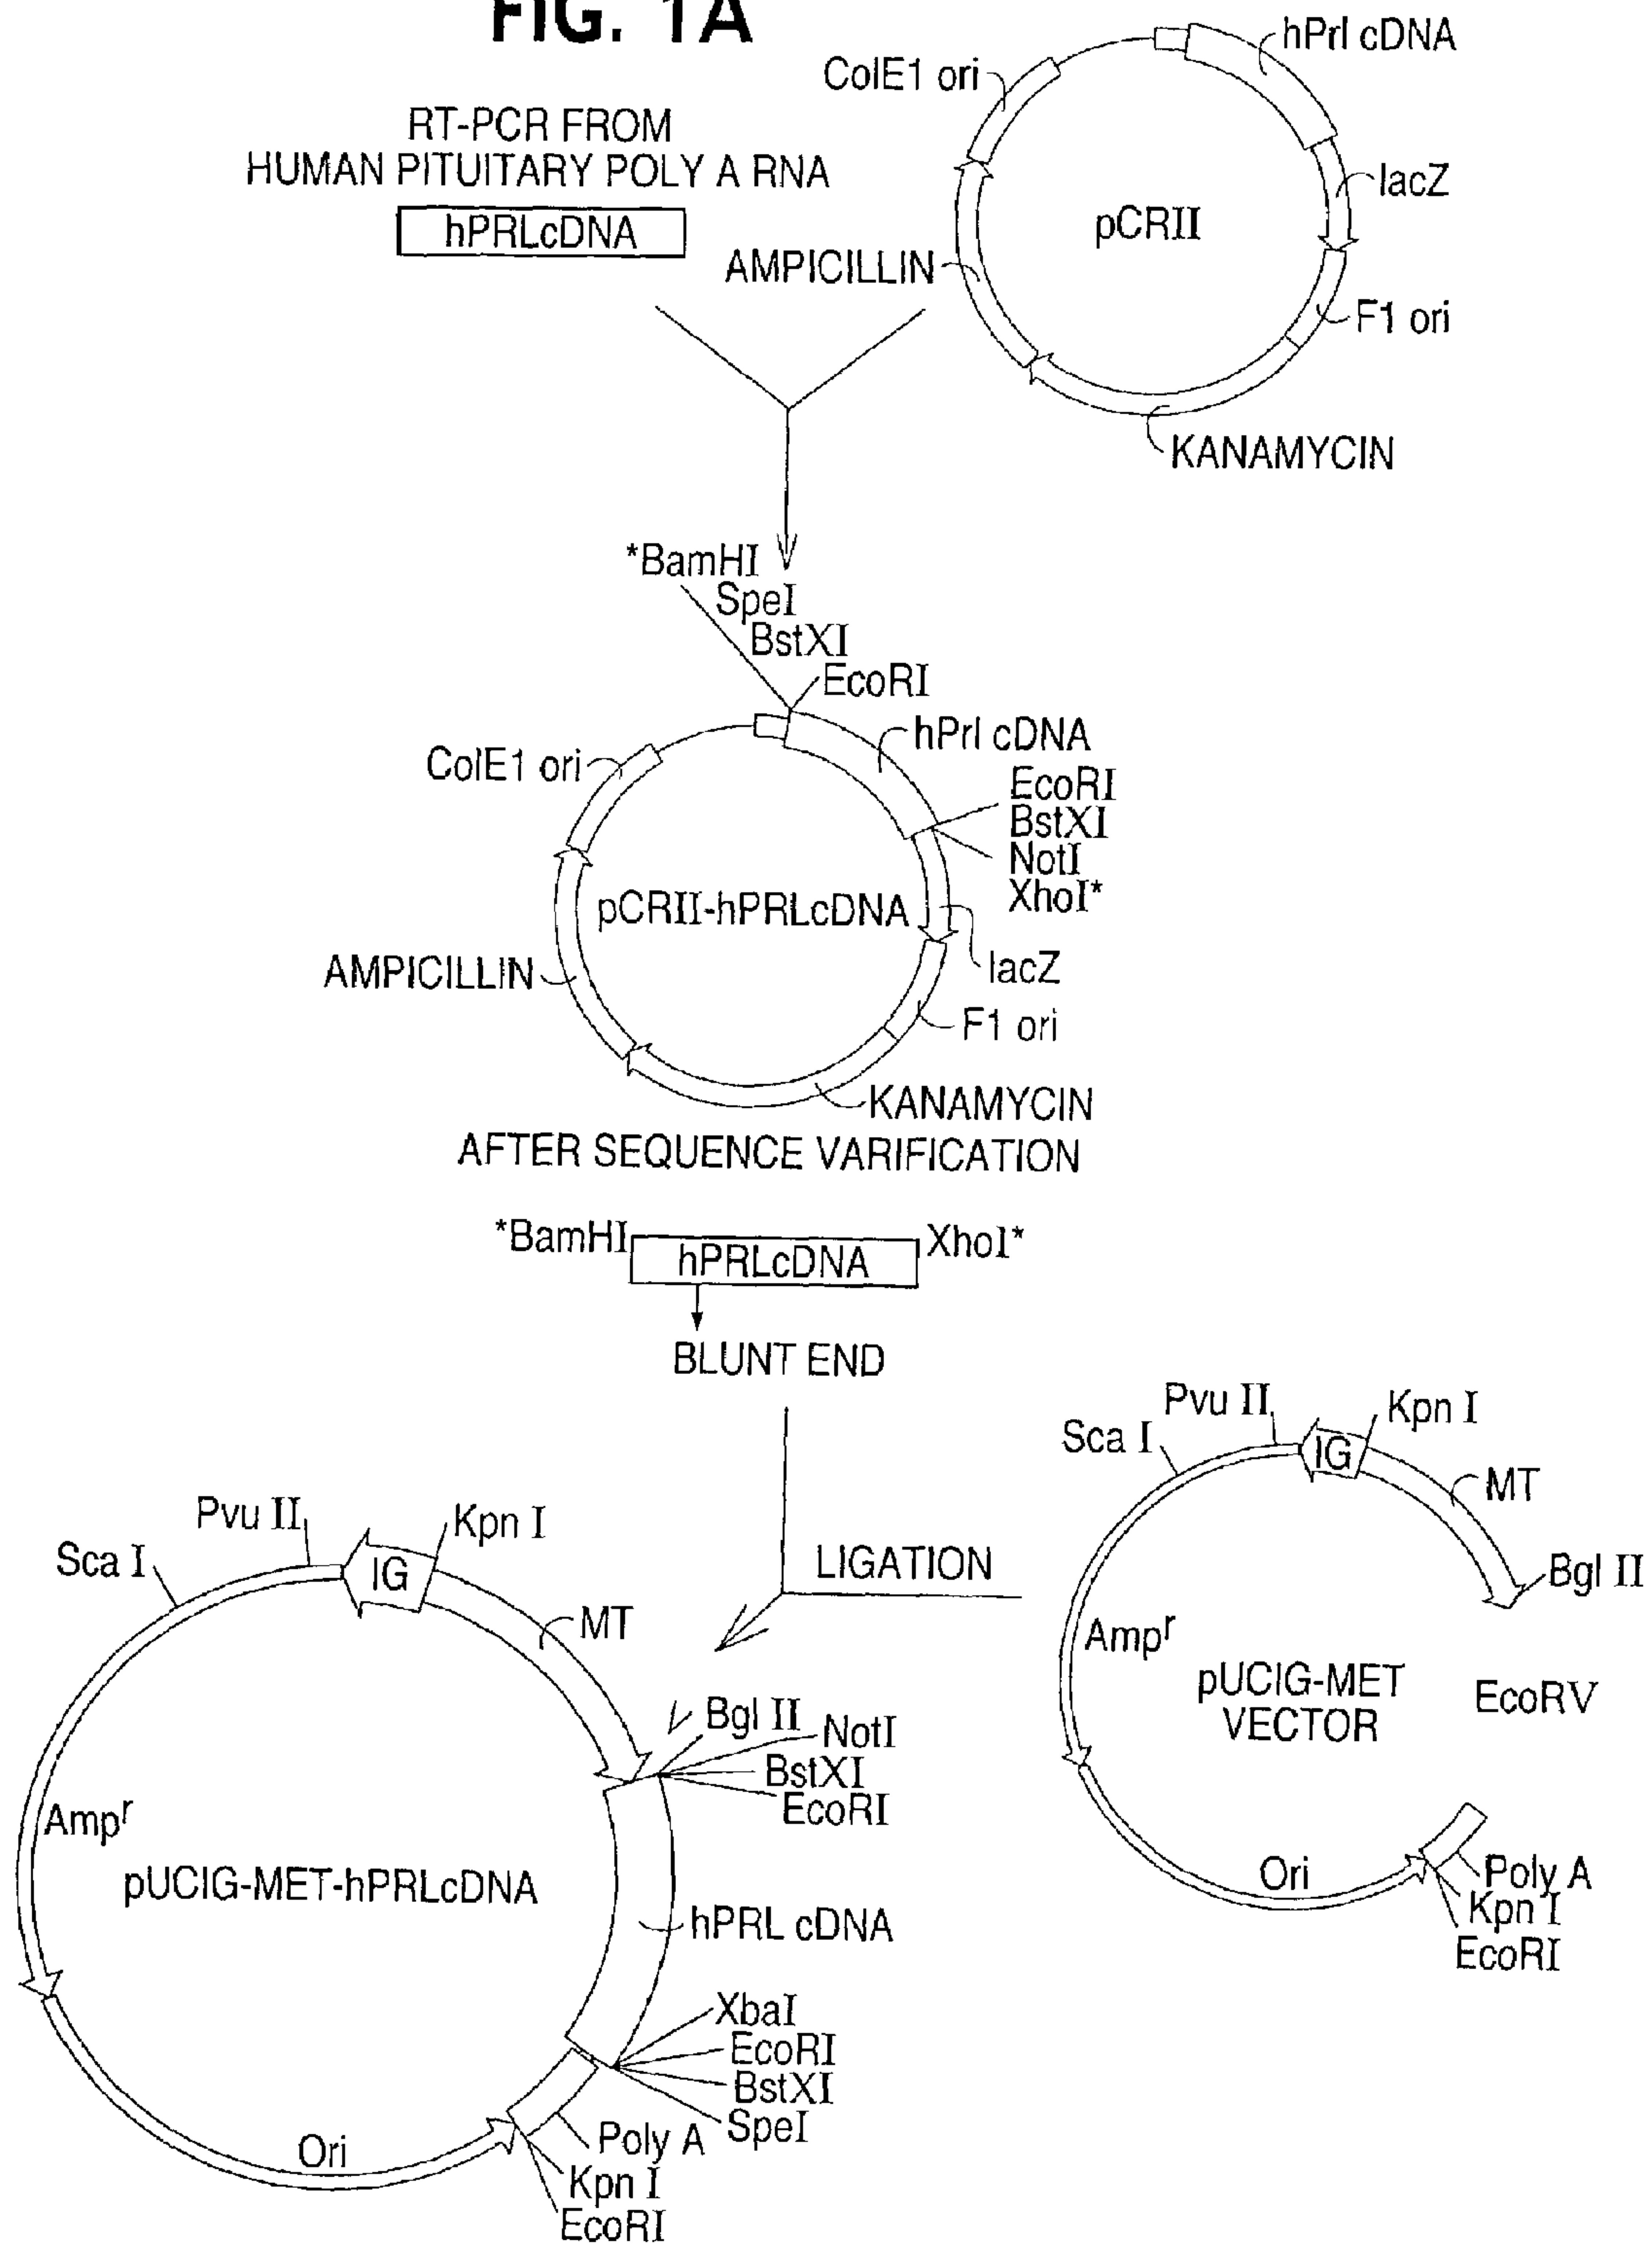 FIG. 1A
hPrl cDNA
ColE1 ori
RT-PCR FROM
HUMAN PITUITARY POLY A RNA
hPRLcDNA
lacZ
pCRII
AMPICILLIN
F1 ori
KANAMYCIN
*BamHI
SpeI
BstXI
EcoRI
hPrl cDNA
ColE1 ori
EcoRI
BstXI
NotI
XhoI*
pCRII-hPRLcDNA
lacZ
AMPICILLIN
F1 ori
KANAMYCIN
AFTER SEQUENCE VARIFICATION
*BamHI
hPRLcDNA
XhoI*
BLUNT END
Pvu II
Kpn I
Sca I
IG
MT
Bgl II
Ampr
pUCIG-MET
VECTOR
EcoRV
Ori
Poly A
Kpn I
EcoRI
LIGATION
Pvu II
Kpn I
Sca I
IG
MT
Bgl II
NotI
BstXI
EcoRI
Ampr
pUCIG-MET-hPRLcDNA
hPRL cDNA
XbaI
EcoRI
BstXI
SpeI
Ori
Poly A
Kpn I
EcoRI